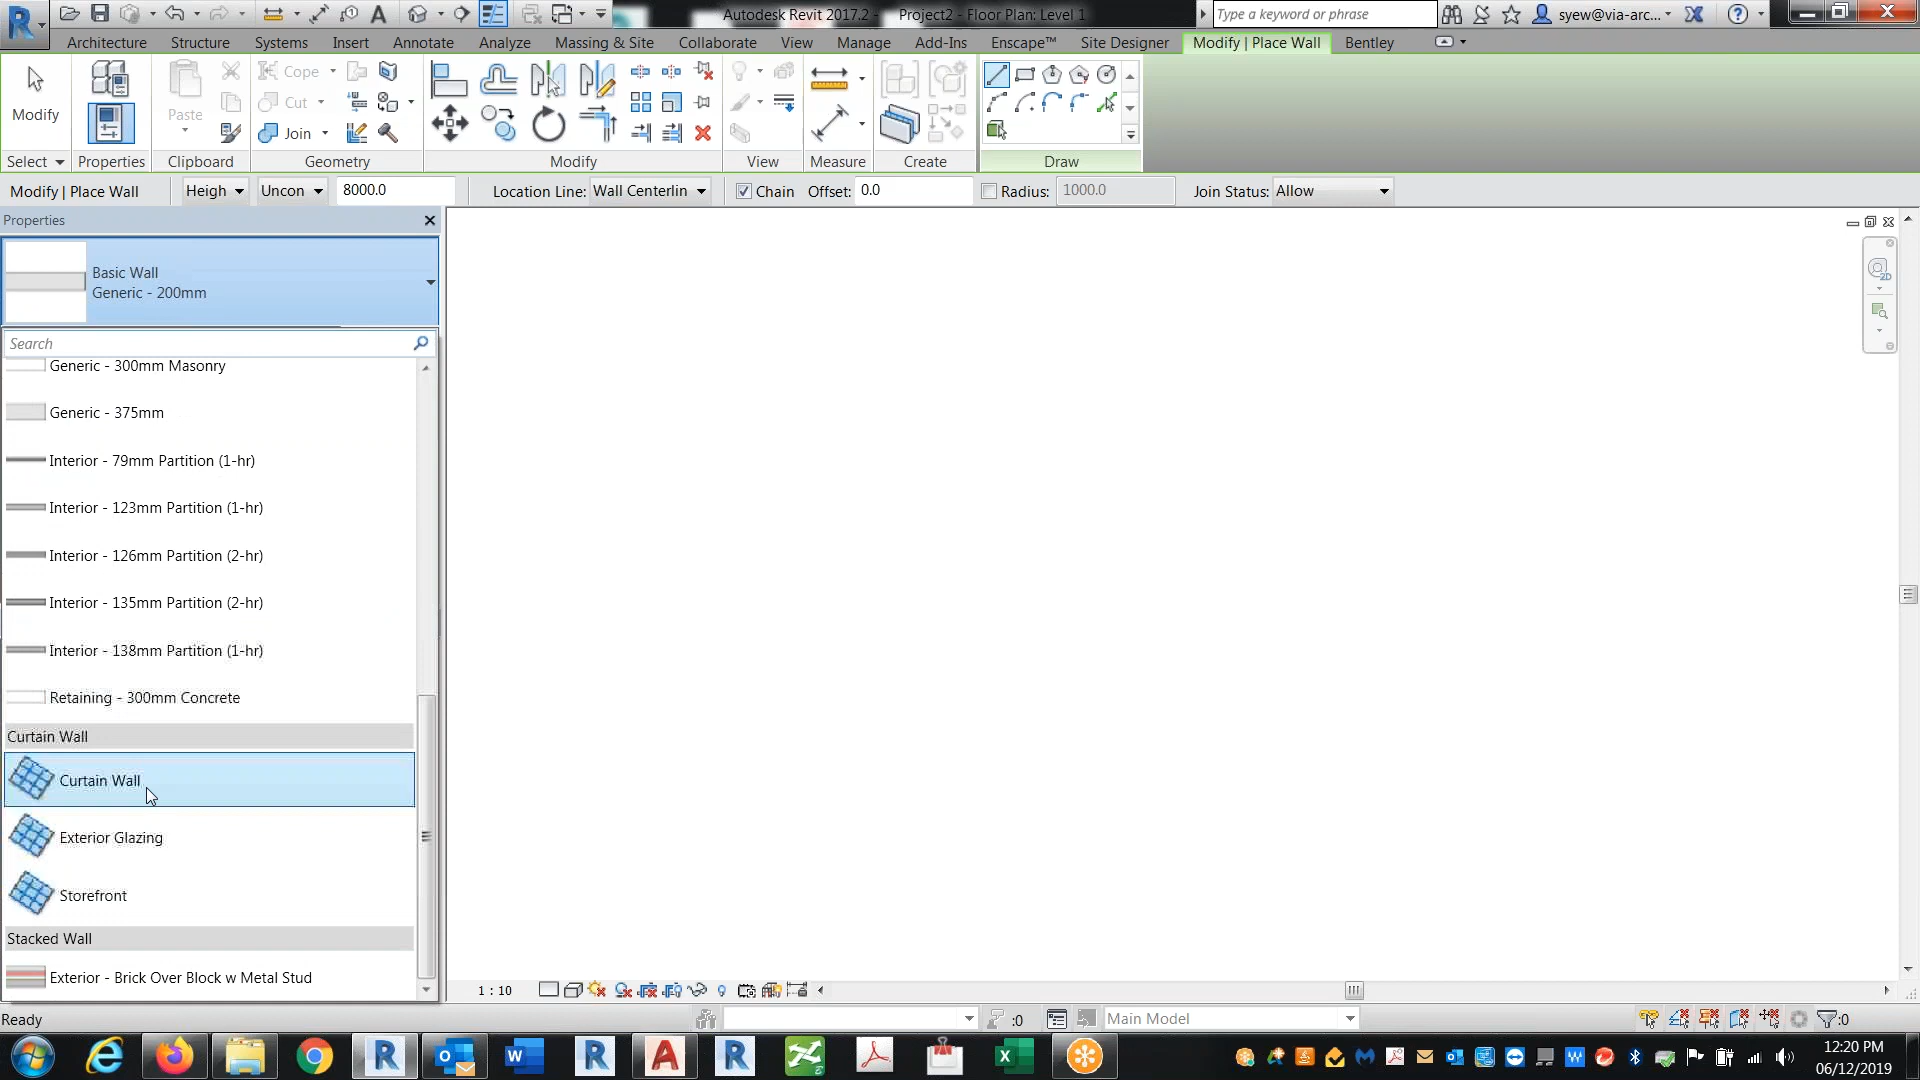 Autodesk Revit 2017.2 - Project2 - Floor Plan: Level 1
Type a keyword or phrase
syew@via-arc...
Architecture Structure Systems Insert Annotate Analyze Massing & Site Collaborate View Manage Add-Ins Enscape™ Site Designer Modify | Place Wall Bentley
Modify
Paste
Cope
Cut
Join
Select Properties Clipboard Geometry Modify View Measure Create Draw
Modify | Place Wall Heigh Uncon 8000.0 Location Line: Wall Centerlin Chain Offset: 0.0 Radius: 1000.0 Join Status: Allow
Properties
Basic Wall
Generic - 200mm
Search
Generic - 300mm Masonry
Generic - 375mm
Interior - 79mm Partition (1-hr)
Interior - 123mm Partition (1-hr)
Interior - 126mm Partition (2-hr)
Interior - 135mm Partition (2-hr)
Interior - 138mm Partition (1-hr)
Retaining - 300mm Concrete
Curtain Wall
Curtain Wall
Exterior Glazing
Storefront
Stacked Wall
Exterior - Brick Over Block w Metal Stud
1 : 10
Ready
:0
Main Model
:0
12:20 PM
06/12/2019